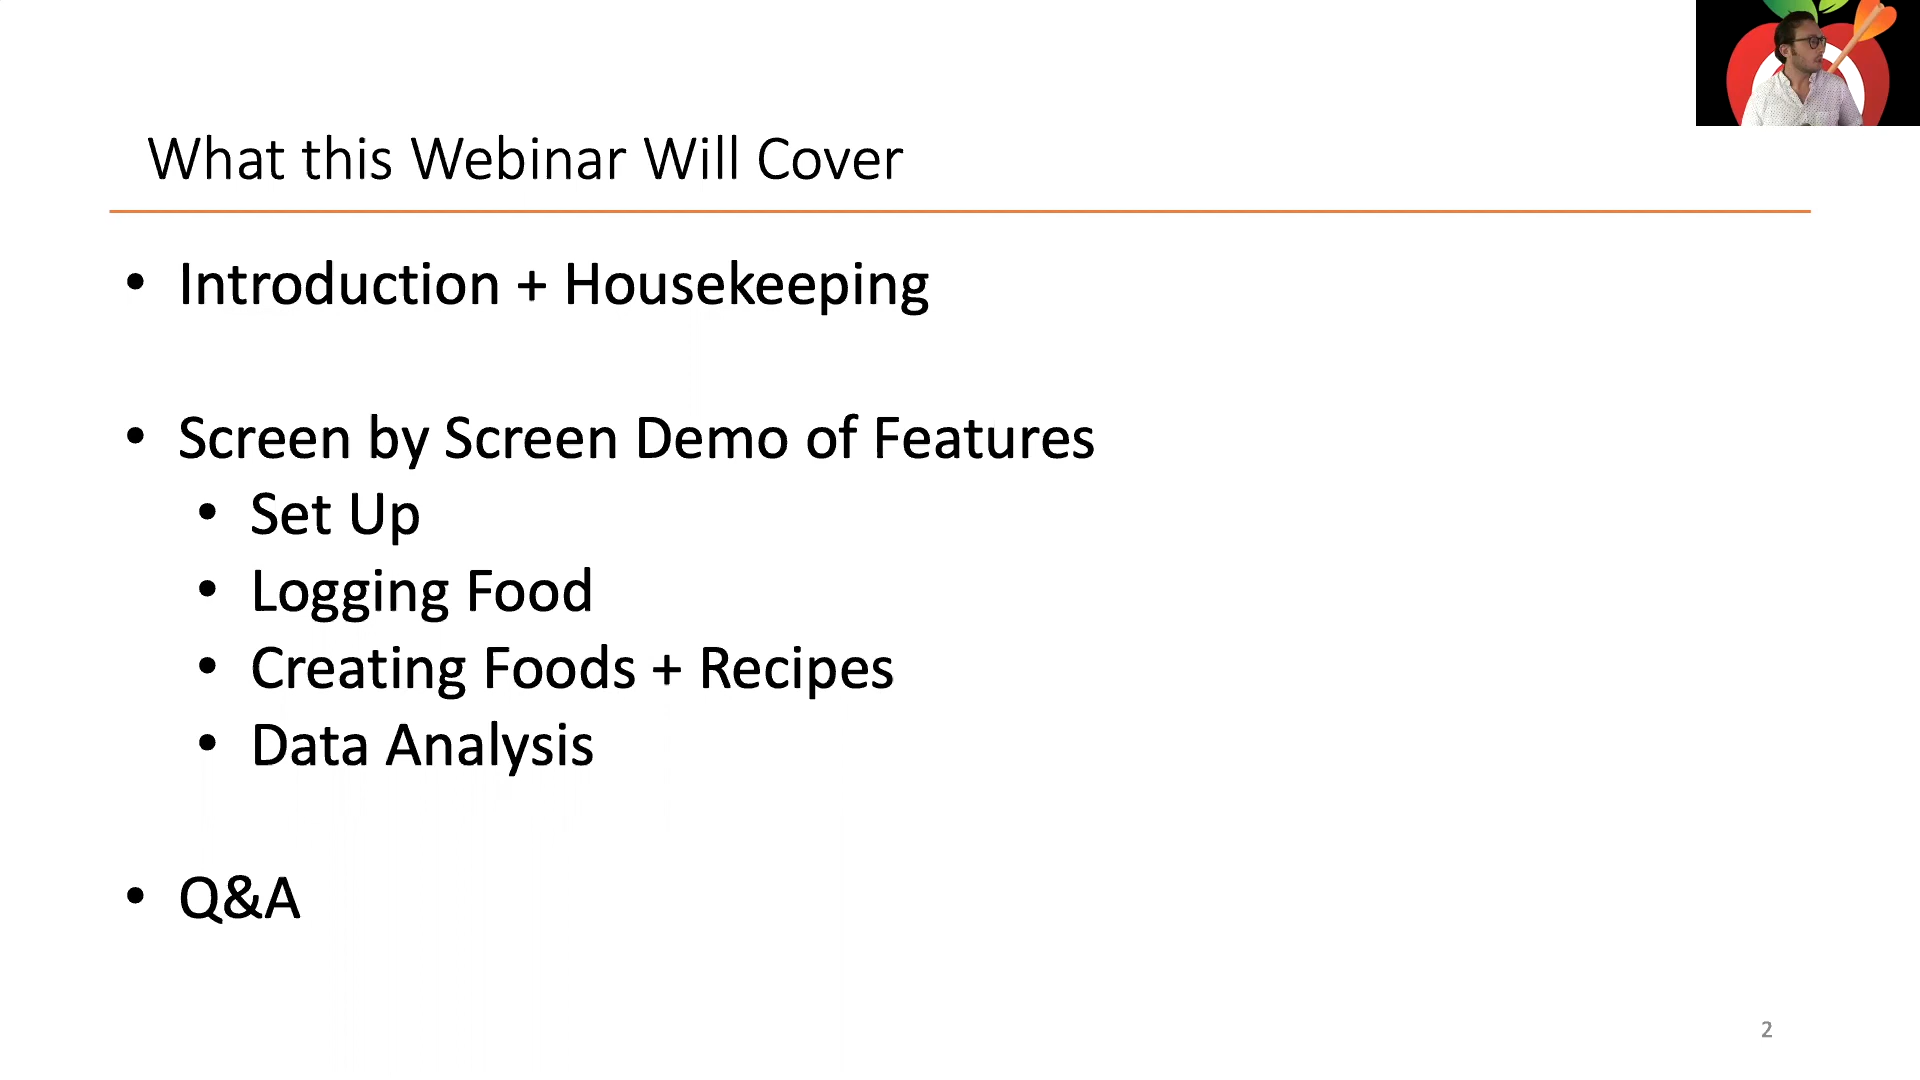 What this Webinar Will Cover
• Introduction + Housekeeping
• Screen by Screen Demo of Features
• Set Up
• Logging Food
• Creating Foods + Recipes
• Data Analysis
• Q&A
2